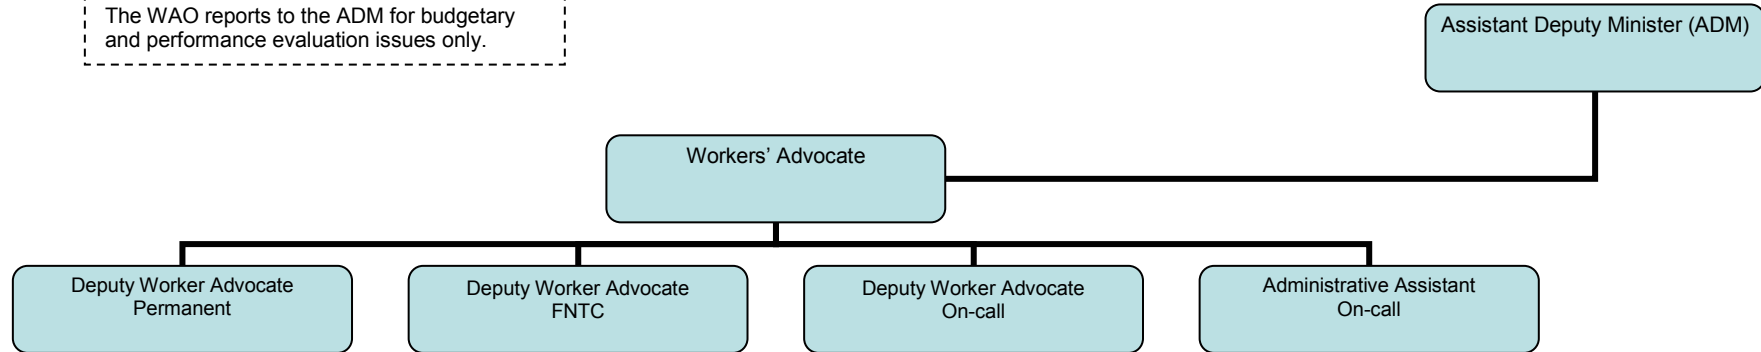 The WAO reports to the ADM for budgetary
and performance evaluation issues only.
Assistant Deputy Minister (ADM)
Workers’ Advocate
Deputy Worker Advocate
Permanent
Deputy Worker Advocate
FNTC
Deputy Worker Advocate
On-call
Administrative Assistant
On-call